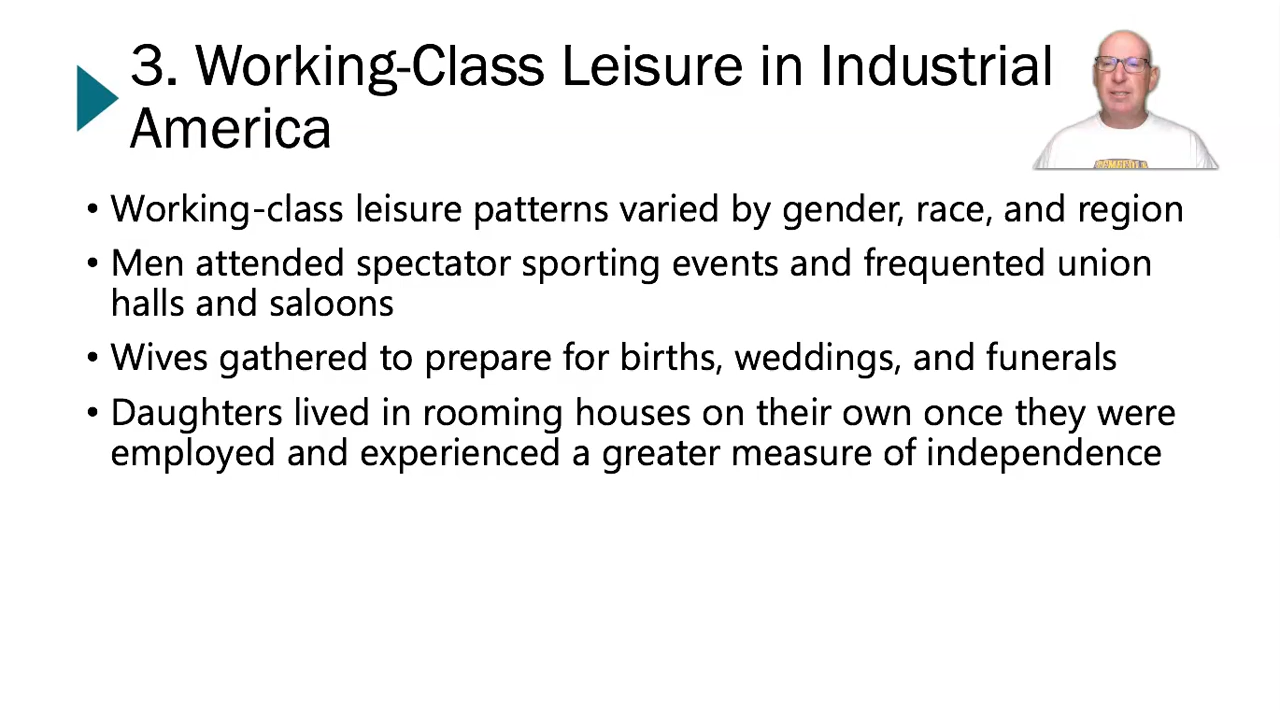 3. Working-Class Leisure in Industrial
America
• Working-class leisure patterns varied by gender, race, and region
• Men attended spectator sporting events and frequented union
halls and saloons
• Wives gathered to prepare for births, weddings, and funerals
• Daughters lived in rooming houses on their own once they were
employed and experienced a greater measure of independence